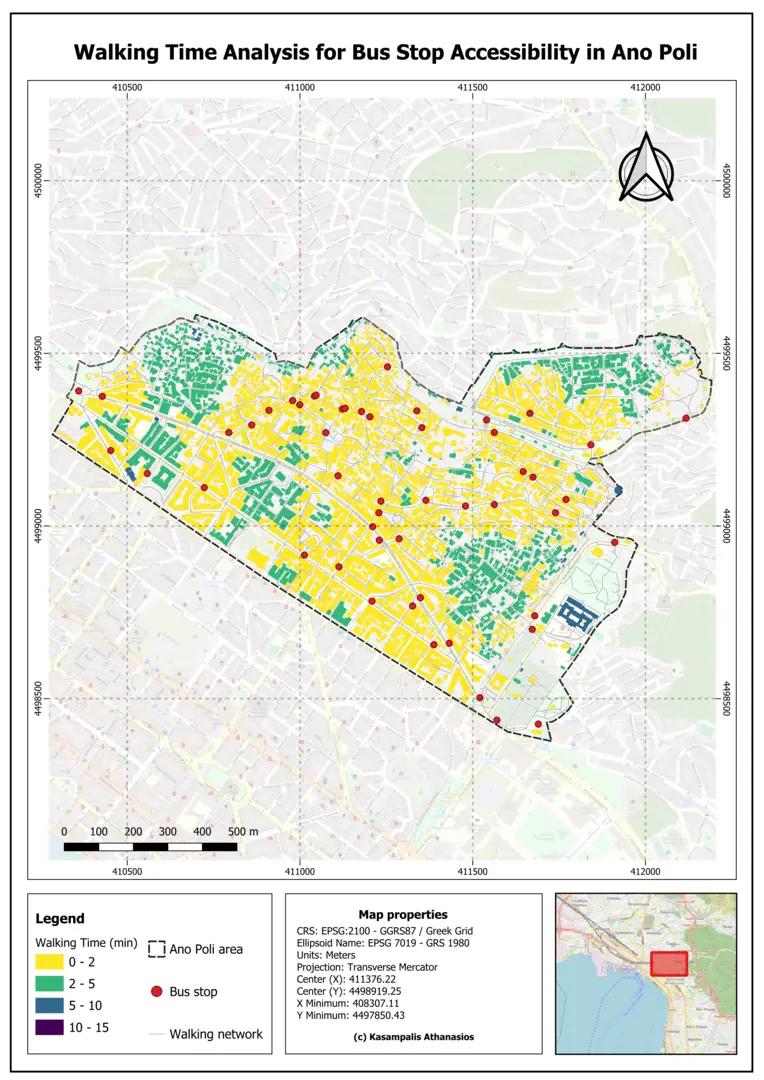 Walking Time Analysis for Bus Stop Accessibility in Ano Poli
410500 411000 411500 412000
4500000 4500000
4499500 4499500
4499000 4499000
4498500 4498500
0 100 200 300 400 500 m
410500 411000 411500 412000
Legend
Walking Time (min)
0 - 2
2 - 5
5 - 10
10 - 15
Ano Poli area
Bus stop
Walking network
Map properties
CRS: EPSG:2100 - GGRS87 / Greek Grid
Ellipsoid Name: EPSG 7019 - GRS 1980
Units: Meters
Projection: Transverse Mercator
Center (X): 411376.22
Center (Y): 4498919.25
X Minimum: 408307.11
Y Minimum: 4497850.43
(c) Kasampalis Athanasios